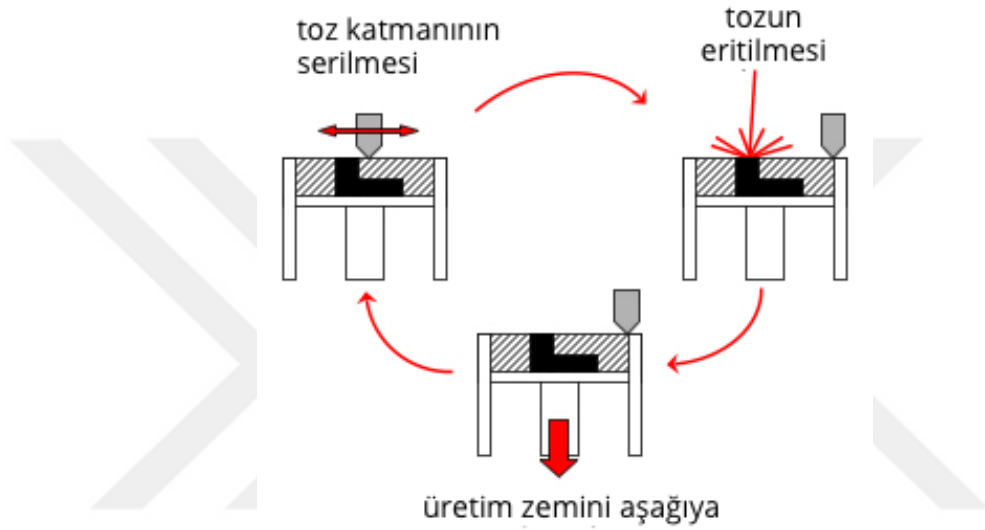 toz katmanının
serilmesi
tozun
eritilmesi
üretim zemini aşağıya